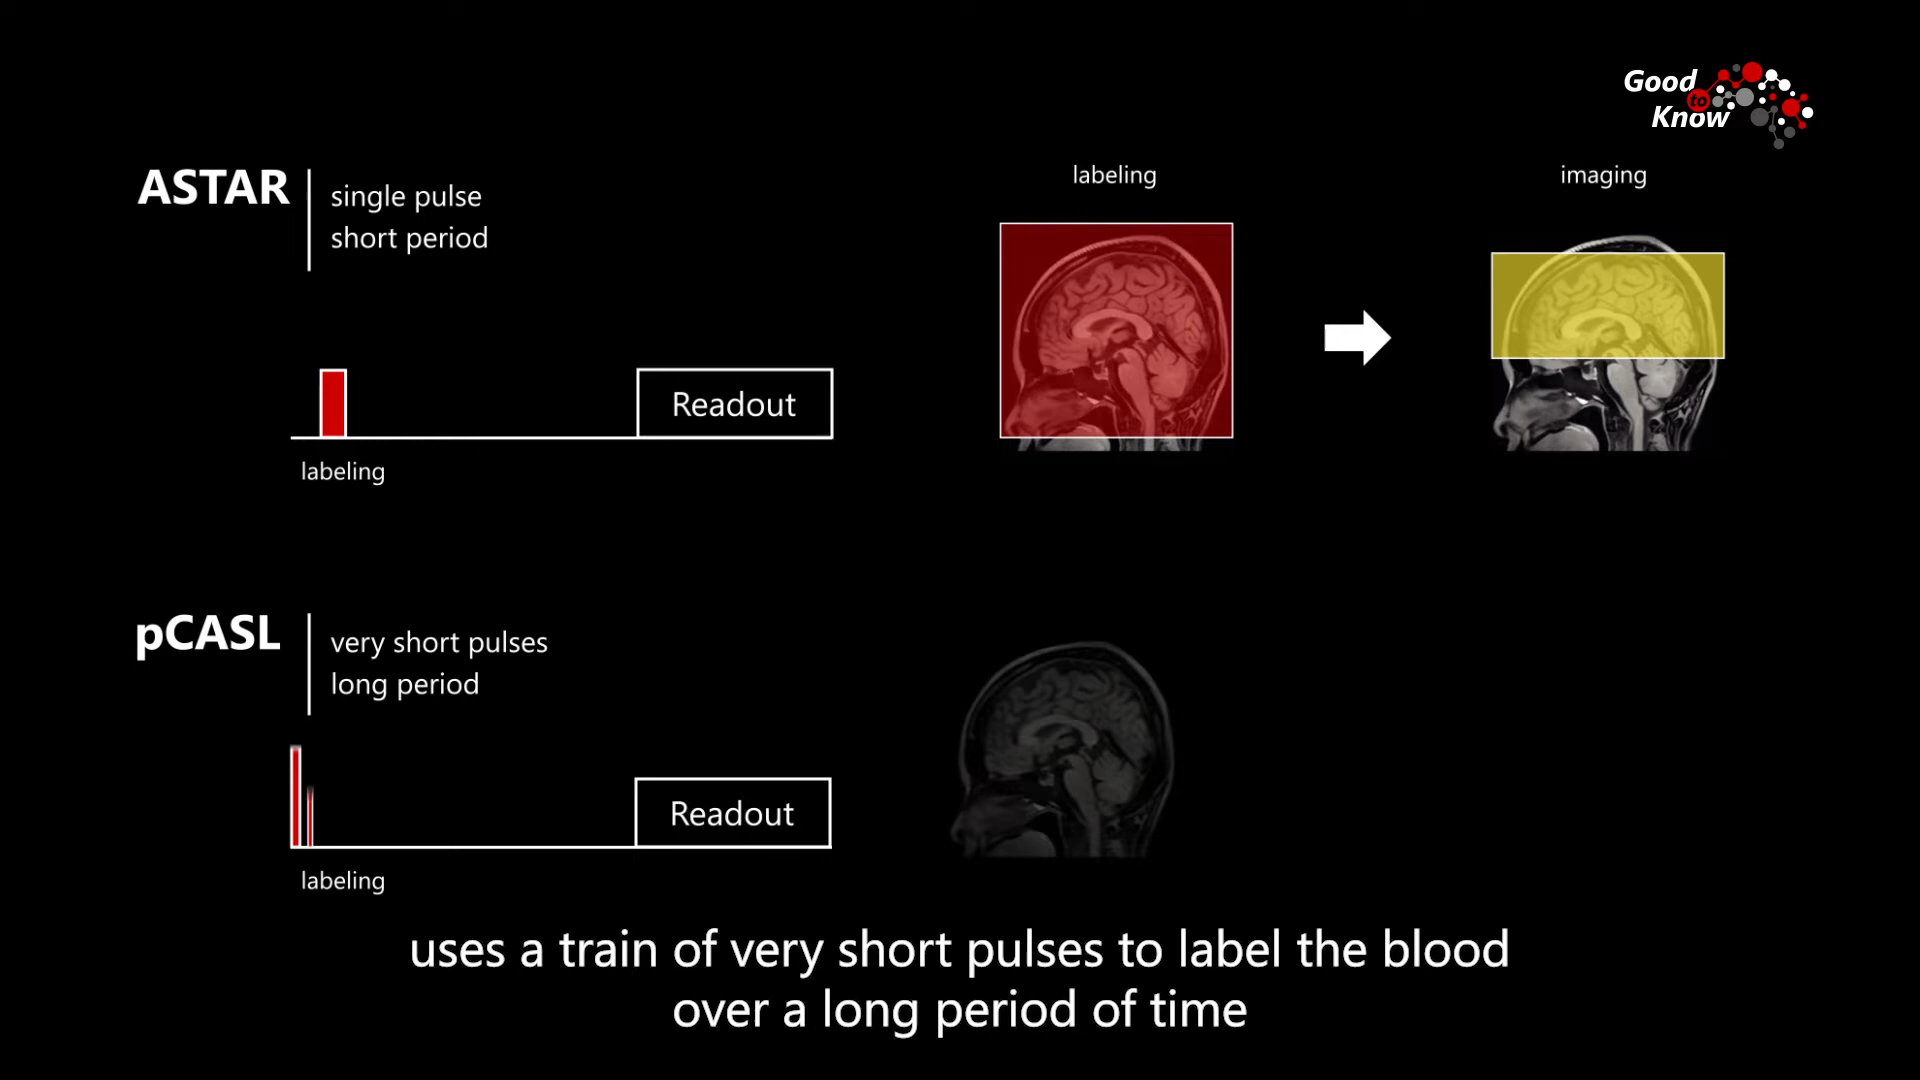 Good
to
Know
ASTAR
single pulse
short period
labeling
imaging
Readout
labeling
pCASL
very short pulses
long period
Readout
labeling
uses a train of very short pulses to label the blood
over a long period of time